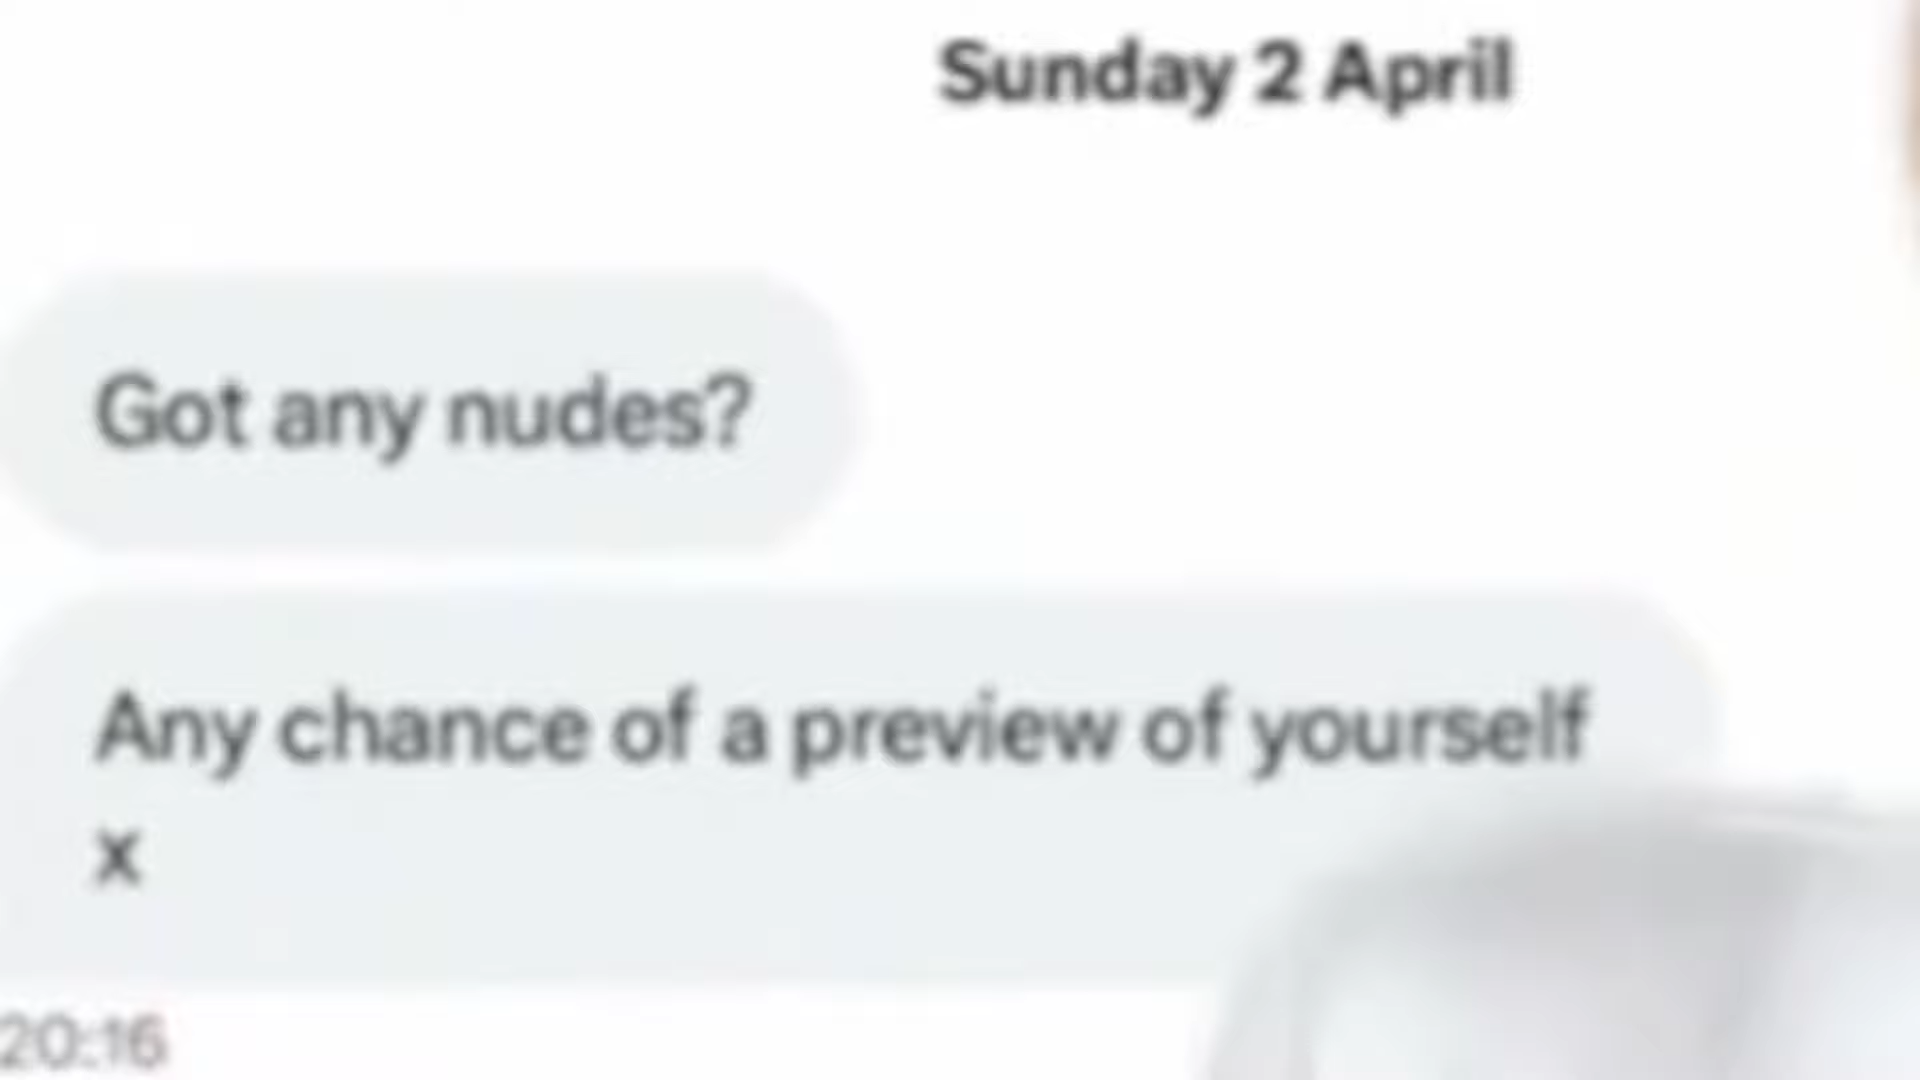 Sunday 2 April
Got any nudes?
Any chance of a preview of yourself
x
20:16